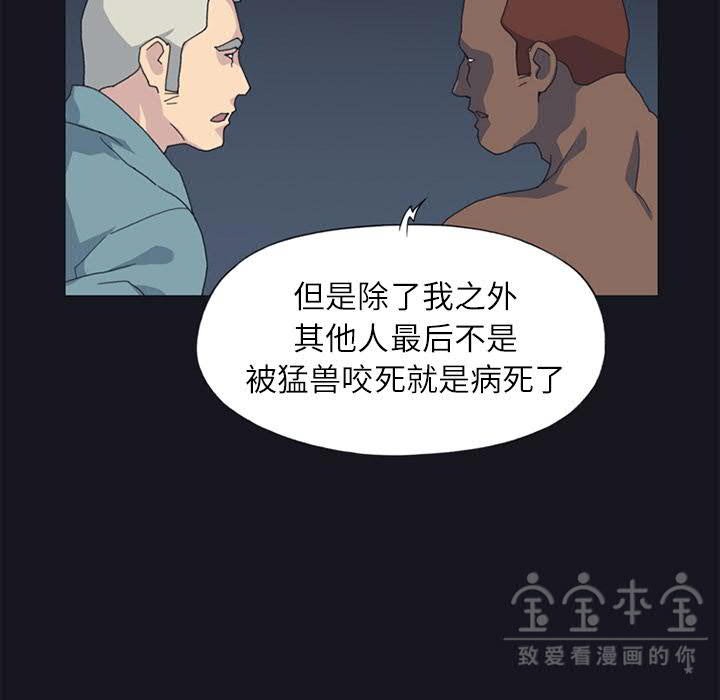 但是除了我之外
其他人最后不是
被猛兽咬死就是病死了
宝宝本宝
致爱看漫画的你